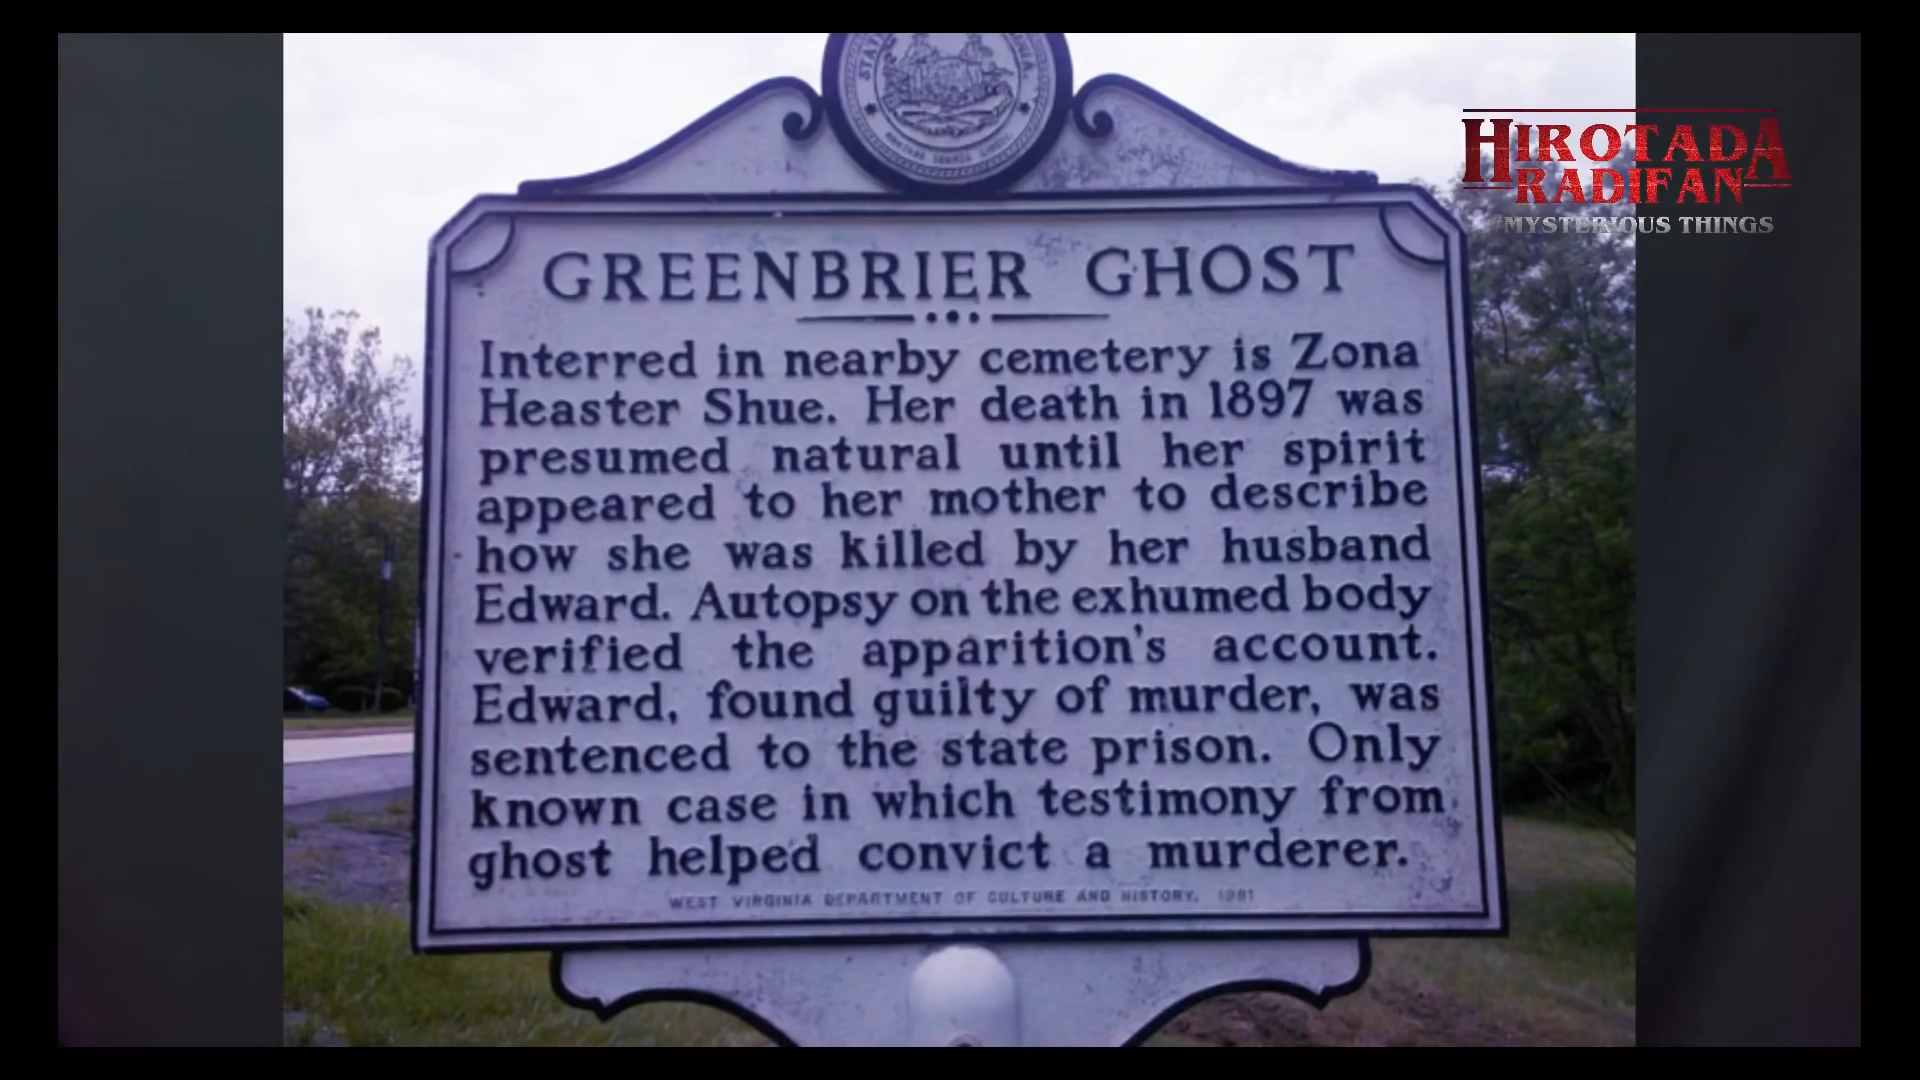 STATE
HIROTADA
RADIFAN
#MYSTERIOUS THINGS
GREENBRIER GHOST
Interred in nearby cemetery is Zona
Heaster Shue. Her death in 1897 was
presumed natural until her spirit
appeared to her mother to describe
how she was killed by her husband
Edward. Autopsy on the exhumed body
verified the apparition's account.
Edward, found guilty of murder, was
sentenced to the state prison. Only
known case in which testimony from
ghost helped convict a murderer.
WEST VIRGINIA DEPARTMENT OF CULTURE AND HISTORY, 1981